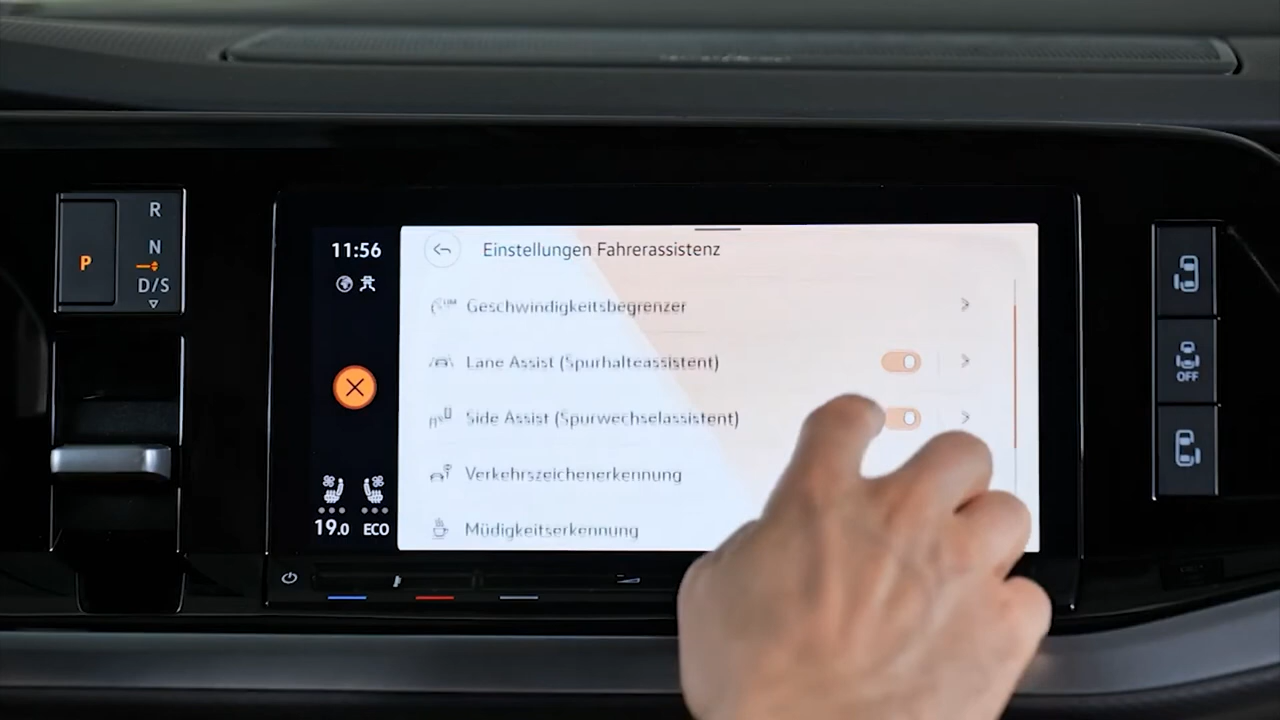 R
N
P
D/S
11:56
Einstellungen Fahrerassistenz
Geschwindigkeitsbegrenzer
Lane Assist (Spurhalteassistent)
Side Assist (Spurwechselassistent)
Verkehrszeichenerkennung
Müdigkeitserkennung
19.0 ECO
OFF